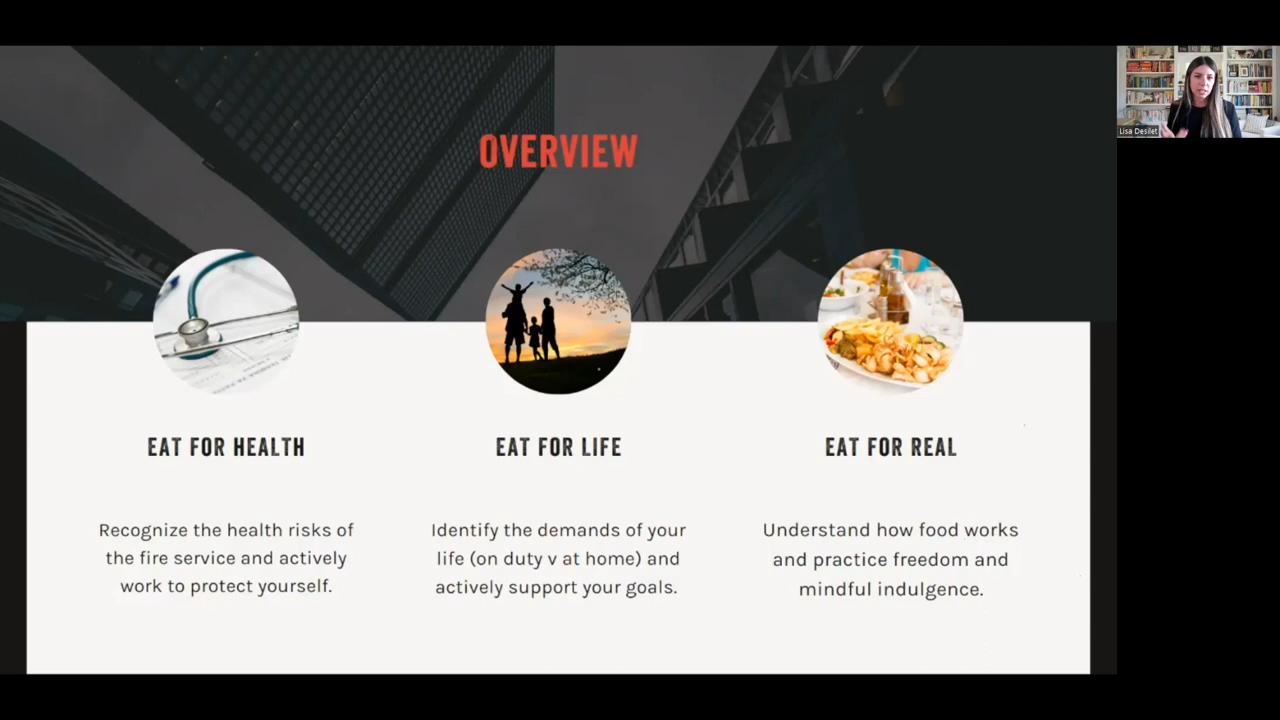 OVERVIEW
Lisa Desilet
EAT FOR HEALTH
Recognize the health risks of
the fire service and actively
work to protect yourself.
EAT FOR LIFE
Identify the demands of your
life (on duty v at home) and
actively support your goals.
EAT FOR REAL
Understand how food works
and practice freedom and
mindful indulgence.